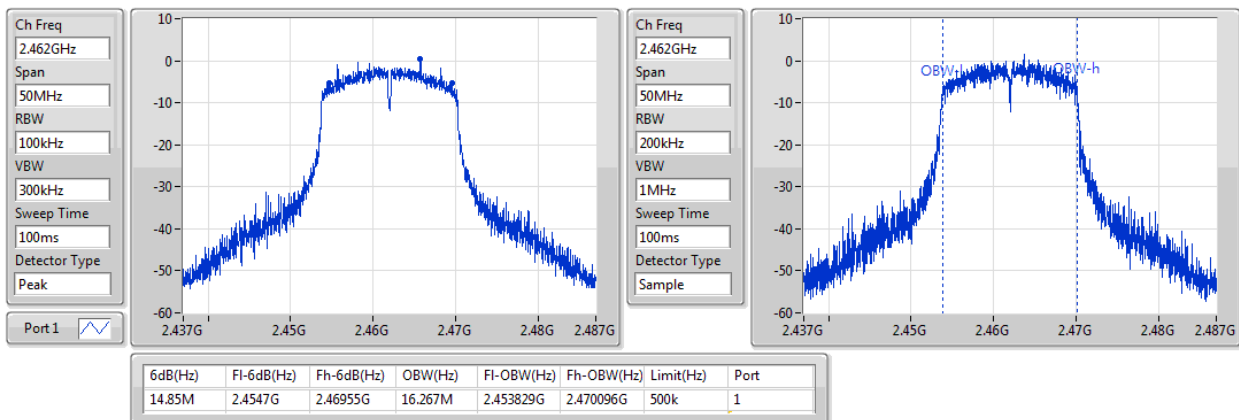 Ch Freq
2.462GHz
Span
50MHz
RBW
100kHz
VBW
300kHz
Sweep Time
100ms
Detector Type
Peak
Port 1
10
0
-10
-20
-30
-40
-50
-60
2.437G 2.45G 2.46G 2.47G 2.48G 2.487G
Ch Freq
2.462GHz
Span
50MHz
RBW
200kHz
VBW
1MHz
Sweep Time
100ms
Detector Type
Sample
10
0
-10
-20
-30
-40
-50
-60
OBW-h
2.437G 2.45G 2.46G 2.47G 2.48G 2.487G
6dB(Hz) Fl-6dB(Hz) Fh-6dB(Hz) OBW(Hz) Fl-OBW(Hz) Fh-OBW(Hz) Limit(Hz) Port
14.85M 2.4547G 2.46955G 16.267M 2.453829G 2.470096G 500k 1